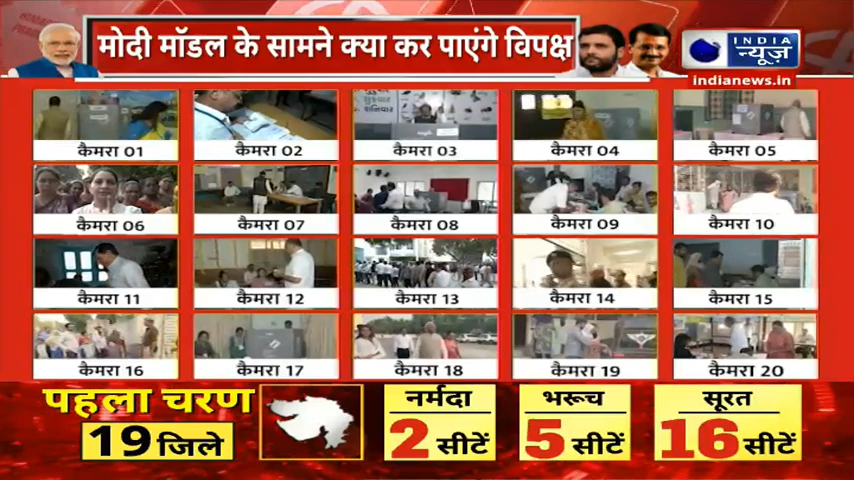 मोदी मॉडल के सामने क्या कर पाएंगे विपक्ष
INDIA
न्यूज़
indianews.in
कैमरा 01
कैमरा 02
कैमरा 03
कैमरा 04
कैमरा 05
कैमरा 06
कैमरा 07
कैमरा 08
कैमरा 09
कैमरा 10
कैमरा 11
कैमरा 12
कैमरा 13
कैमरा 14
कैमरा 15
कैमरा 16
कैमरा 17
कैमरा 18
कैमरा 19
कैमरा 20
पहला चरण
19 जिले
नर्मदा
2 सीटें
भरूच
5 सीटें
सूरत
16 सीटें